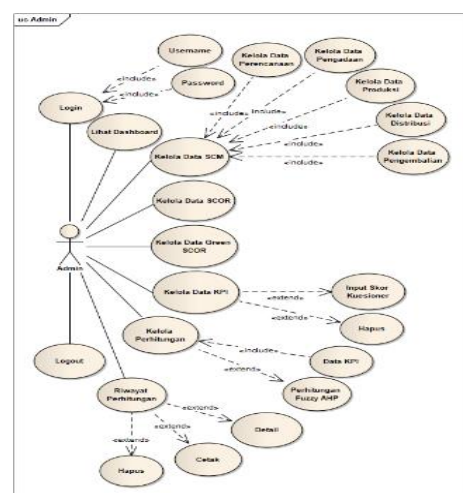 uc Admin
Username
Kelola Data
Perencanaan
Kelola Data
Pengadaan
«include»
Password
Kelola Data
Produksi
«include»
«include»
include»
Login
«include»
«include»
Kelola Data
Distribusi
Lihat Dashboard
«include»
Kelola Data SCM
Kelola Data
Pengembalian
«include»
Kelola Data SCOR
Kelola Data Green
SCOR
Admin
Kelola Data KPI
Input Skor
Kuesioner
«extend»
«extend»
Hapus
Kelola
Perhitungan
«include»
Data KPI
Logout
«extend»
Perhitungan
Fuzzy AHP
Riwayat
Perhitungan
«extend»
Detail
«extend»
«extend»
Cetak
Hapus